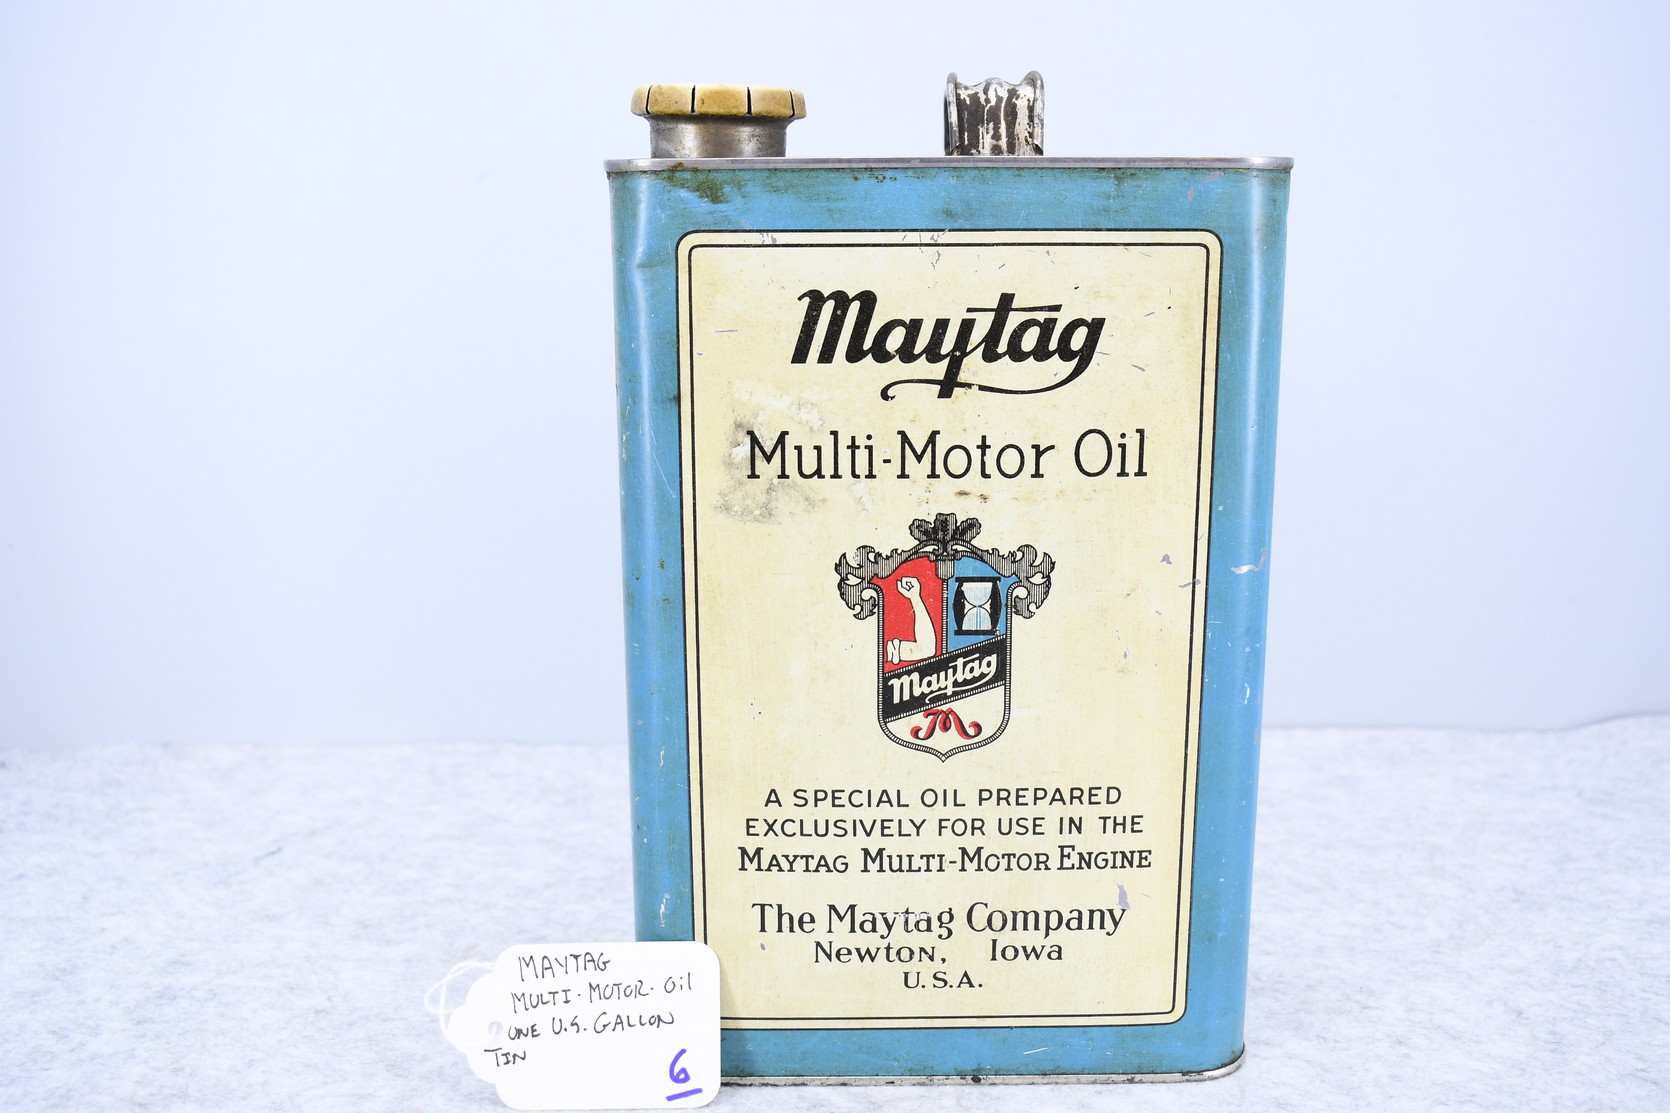 Maytag
Multi-Motor Oil
Maytag
M
A SPECIAL OIL PREPARED
EXCLUSIVELY FOR USE IN THE
MAYTAG MULTI-MOTOR ENGINE
The Maytag Company
Newton, Iowa
U.S.A.
MAYTAG
MULTI-MOTOR-Oil
ONE U.S. GALLON
TIN
6